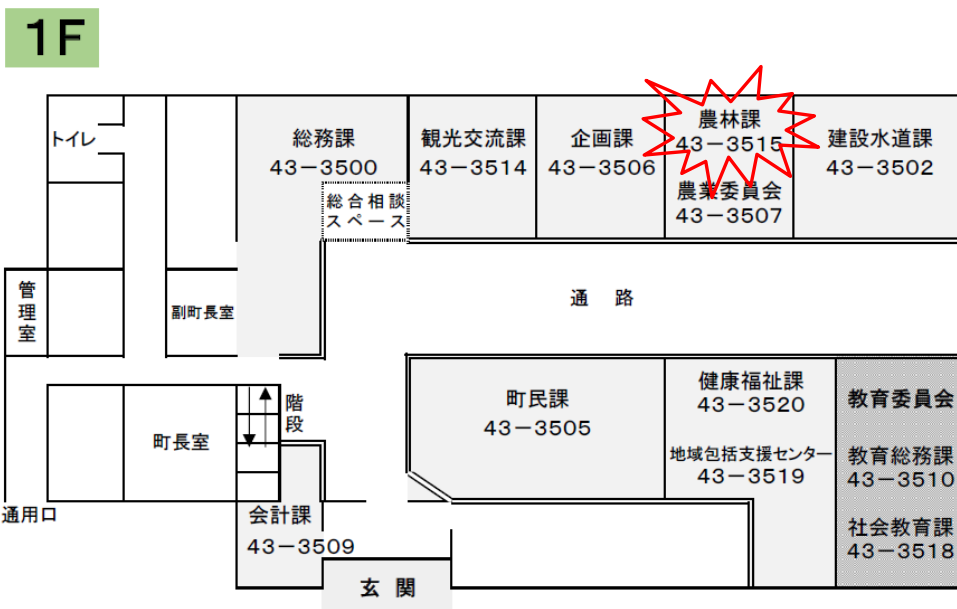 1F
トイレ
総務課
43-3500
総合相談
スペース
観光交流課
43-3514
企画課
43-3506
農林課
43-3515
農業委員会
43-3507
建設水道課
43-3502
管理室
副町長室
通路
町長室
階段
町民課
43-3505
健康福祉課
43-3520
地域包括支援センター
43-3519
教育委員会
教育総務課
43-3510
社会教育課
43-3518
通用口
会計課
43-3509
玄関